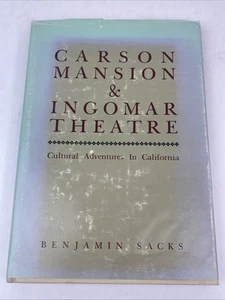 CARSON
MANSION
&
INGOMAR
THEATRE
Cultural Adventures In California
BENJAMIN SACKS